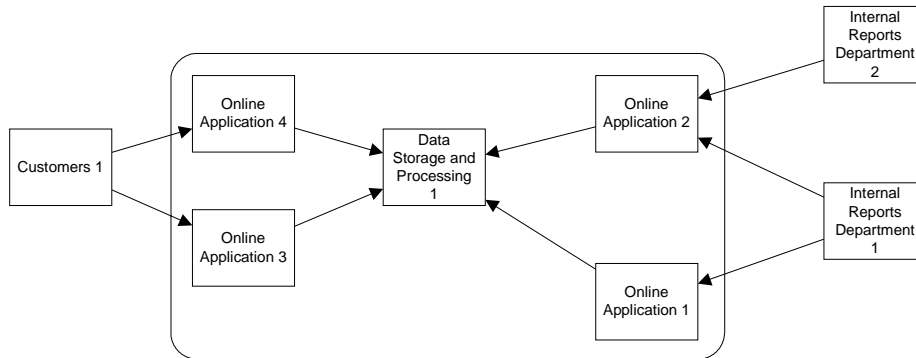 Internal
Reports
Department
2
Online
Application 4
Online
Application 2
Data
Storage and
Processing
1
Customers 1
Internal
Reports
Department
1
Online
Application 3
Online
Application 1